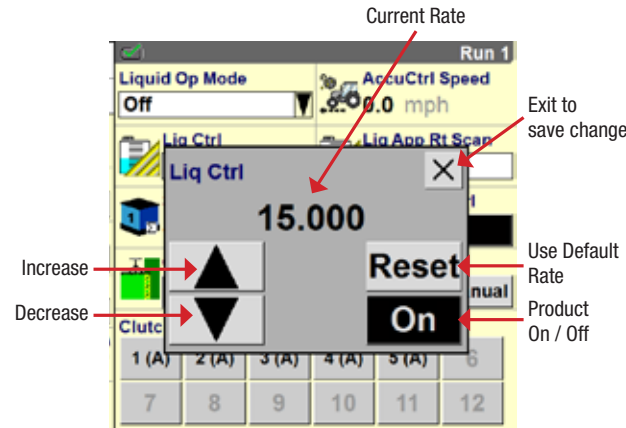 Current Rate
Run 1
Liquid Op Mode
AccuCtrl Speed
Off
0.0 mph
Exit to
save change
Liq Ctrl
Liq App Rt Scan
Liq Ctrl
15.000
Increase
Reset
Use Default
Rate
Decrease
On
Product
On / Off
1 (A) 2 (A) 3 (A) 4 (A) 5 (A) 6
7 8 9 10 11 12